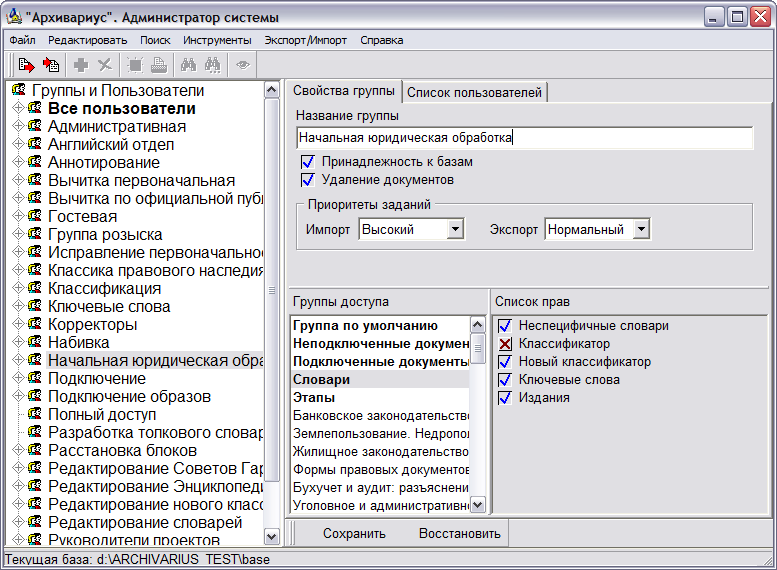 "Архивариус". Администратор системы
Файл Редактировать Поиск Инструменты Экспорт/Импорт Справка
Группы и Пользователи
Все пользователи
Административная
Английский отдел
Аннотирование
Вычитка первоначальная
Вычитка по официальной публ
Гостевая
Группа розыска
Исправление первоначально
Классика правового наследия
Классификация
Ключевые слова
Корректоры
Набивка
Начальная юридическая обра
Подключение
Подключение образов
Полный доступ
Разработка толкового словар
Расстановка блоков
Редактирование Советов Гар
Редактирование Энциклопеди
Редактирование нового класс
Редактирование словарей
Руководители проектов
Свойства группы Список пользователей
Название группы
Начальная юридическая обработка
Принадлежность к базам
Удаление документов
Приоритеты заданий
Импорт Высокий Экспорт Нормальный
Группы доступа
Группа по умолчанию
Неподключенные докумен
Подключенные документы
Словари
Этапы
Банковское законодательство
Землепользование. Недропол
Жилищное законодательство
Формы правовых документов
Бухучет и аудит: разъяснени
Уголовное и административно
Список прав
Неспецифичные словари
Классификатор
Новый классификатор
Ключевые слова
Издания
Сохранить Восстановить
Текущая база: d:\ARCHIVARIUS_TEST\base